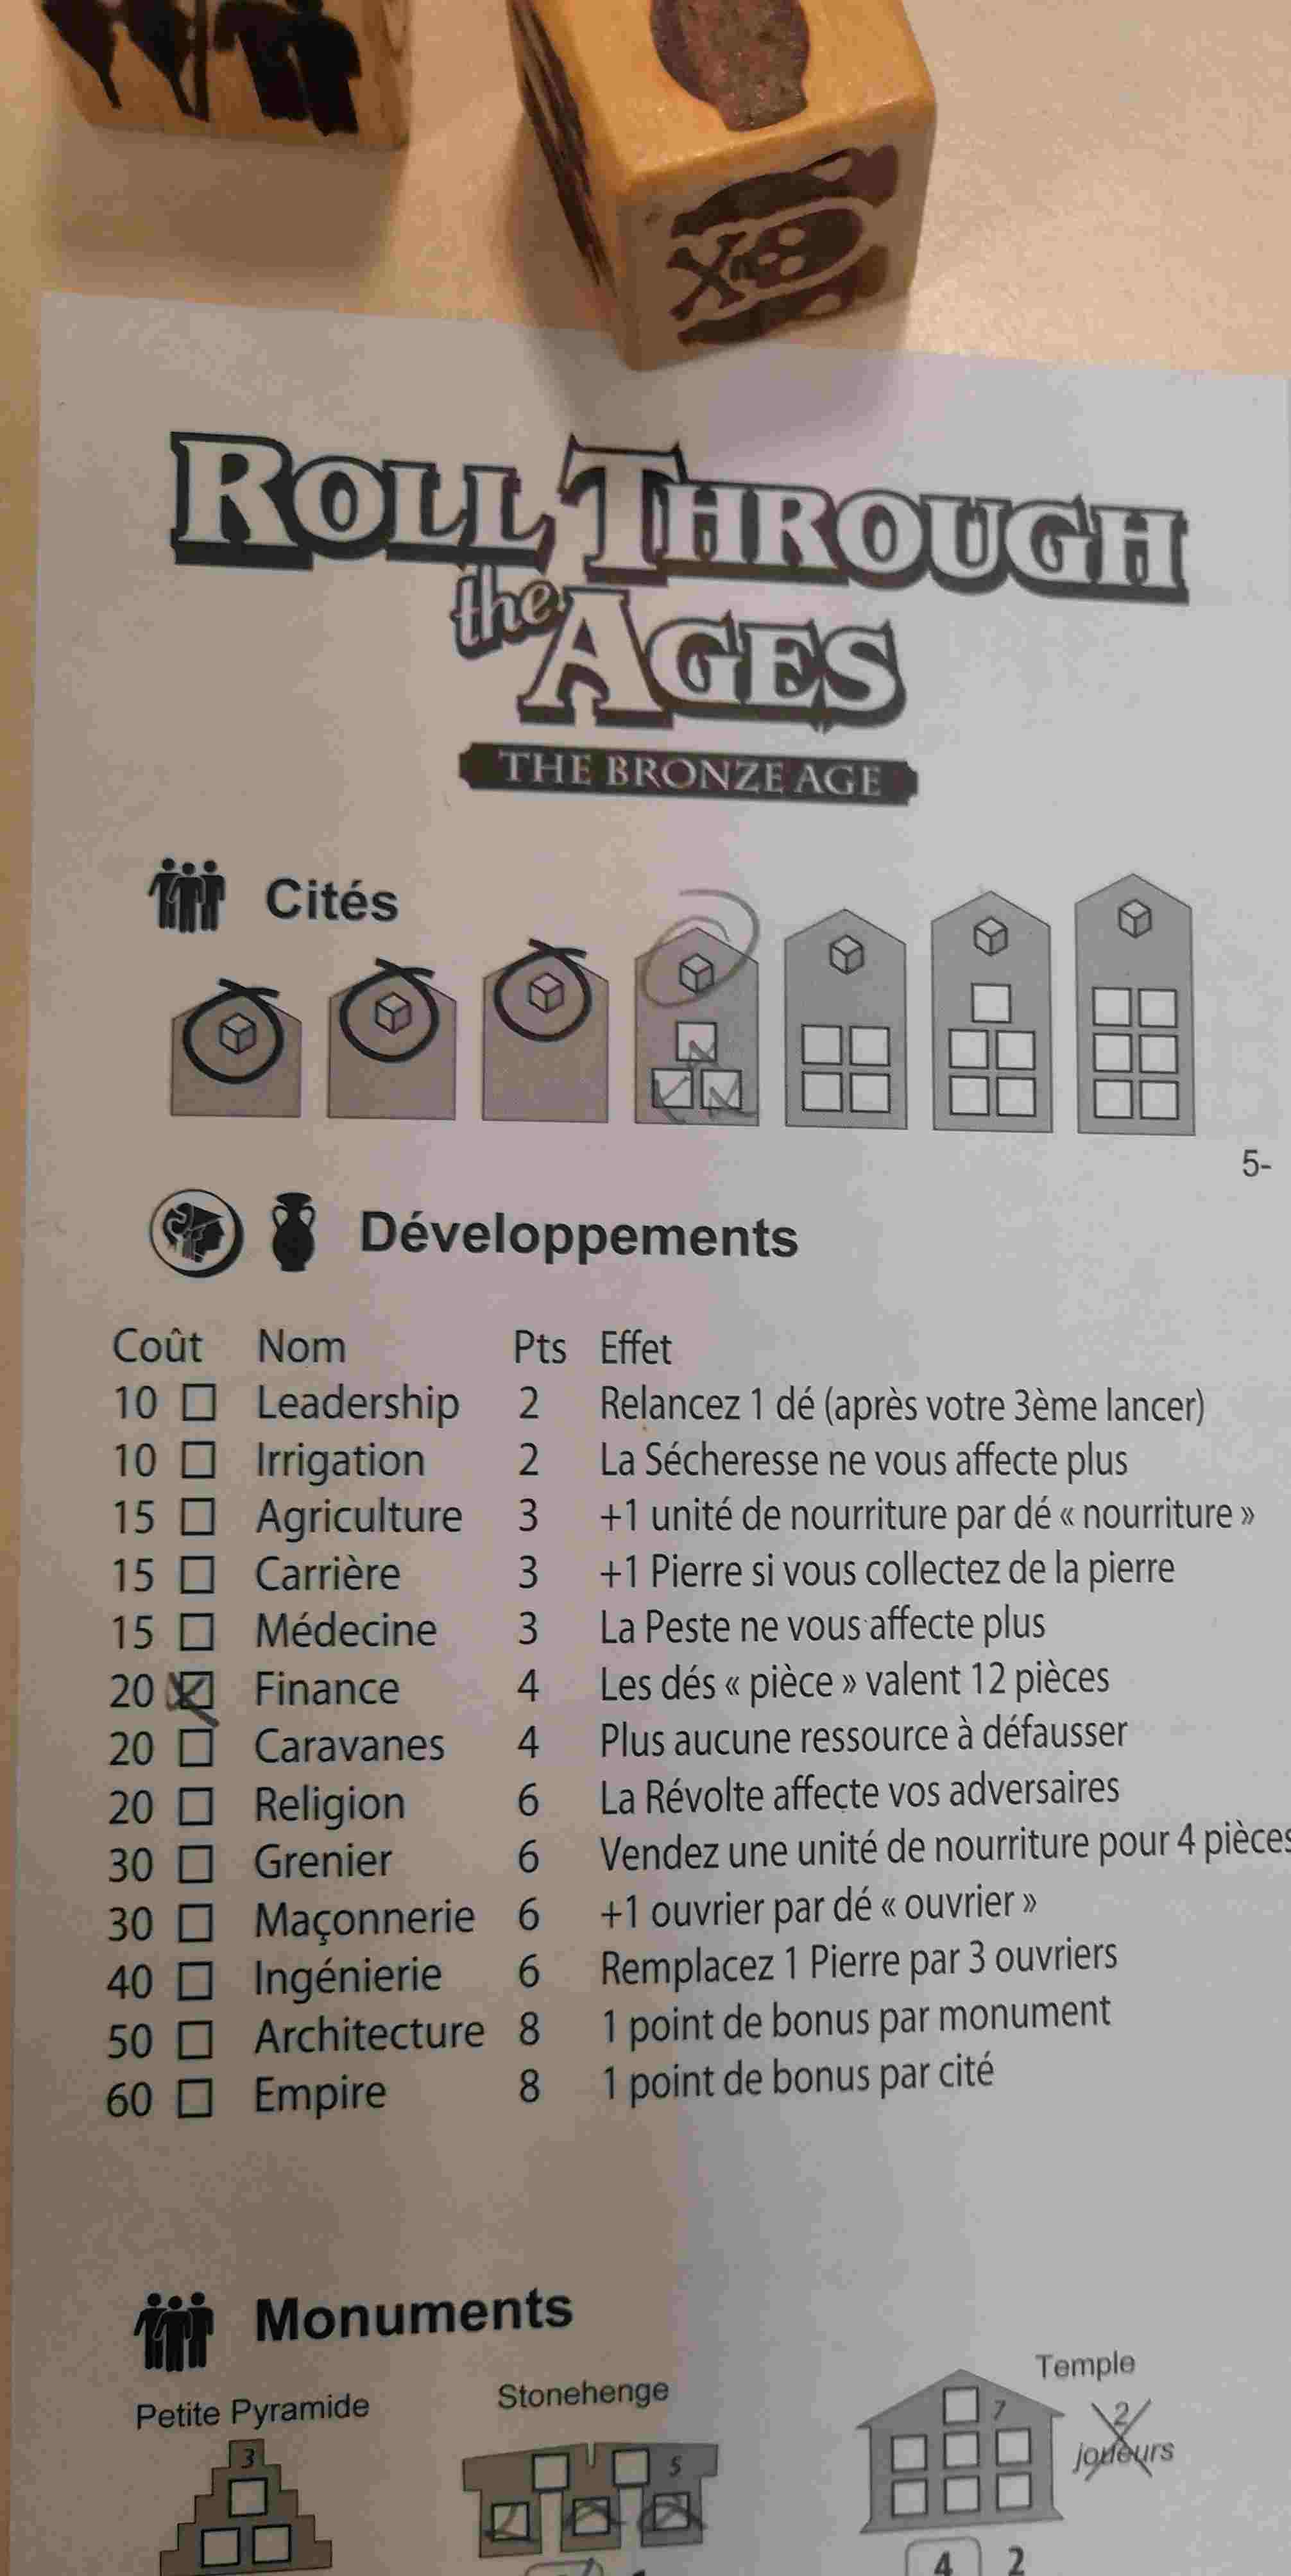 ROLL THROUGH
the AGES
THE BRONZE AGE
Cités
5-
Développements
Coût Nom Pts Effet
10 Leadership 2 Relancez 1 dé (après votre 3ème lancer)
10 Irrigation 2 La Sécheresse ne vous affecte plus
15 Agriculture 3 +1 unité de nourriture par dé « nourriture »
15 Carrière 3 +1 Pierre si vous collectez de la pierre
15 Médecine 3 La Peste ne vous affecte plus
20 Finance 4 Les dés « pièce » valent 12 pièces
20 Caravanes 4 Plus aucune ressource à défausser
20 Religion 6 La Révolte affecte vos adversaires
30 Grenier 6 Vendez une unité de nourriture pour 4 pièces
30 Maçonnerie 6 +1 ouvrier par dé « ouvrier »
40 Ingénierie 6 Remplacez 1 Pierre par 3 ouvriers
50 Architecture 8 1 point de bonus par monument
60 Empire 8 1 point de bonus par cité
Monuments
Petite Pyramide Stonehenge Temple
3 5 7 2
joueurs
4 2